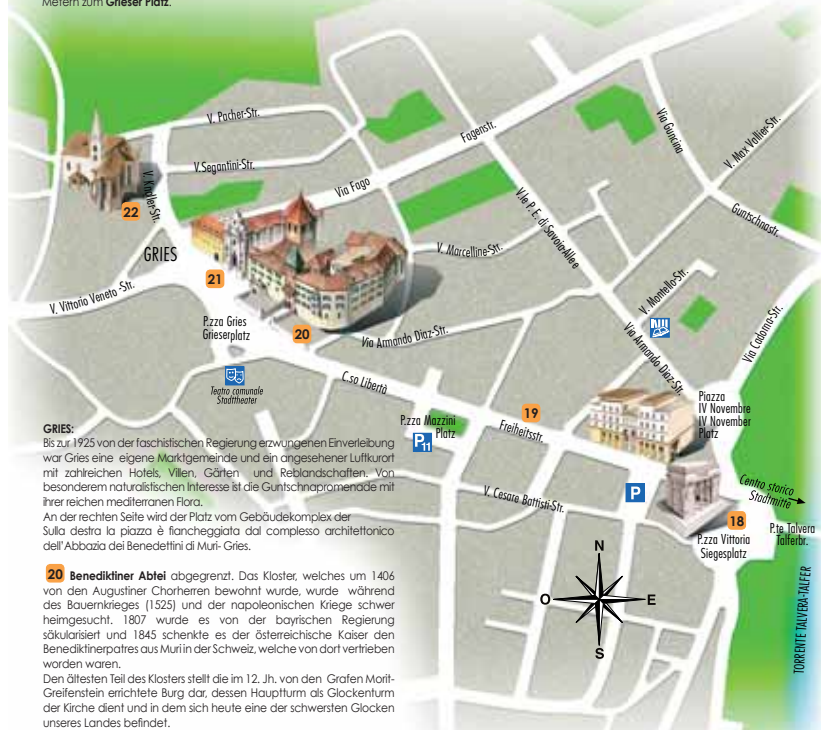 Metern zum Grieser Platz.
V. Pacher-Str.
V.Segantini-Str.
V. Knoller-Str.
22
GRIES
21
Via Fago
Fagenstr.
V.le P. E. di Savoia-Allee
Via Guncina
V. Max Valier-Str.
Guntschnastr.
V. Marcelline-Str.
V. Montello-Str.
V. Vittorio Veneto -Str.
P.zza Gries
Grieserplatz
20
Via Armando Diaz-Str.
Via Armando Diaz-Str.
Via Cadorna-Str.
Teatro comunale
Stadttheater
C.so Libertà
19
Freiheitsstr.
P.zza Mazzini
Platz
P11
Piazza
IV Novembre
IV November
Platz
P
V. Cesare Battisti-Str.
Centro storico
Stadtmitte
18
P.zza Vittoria
Siegesplatz
P.te Talvera
Talferbr.
TORRENTE TALVERA-TALFER
N
O
E
S
GRIES:
Bis zur 1925 von der faschistischen Regierung erzwungenen Einverleibung
war Gries eine eigene Marktgemeinde und ein angesehener Luftkurort
mit zahlreichen Hotels, Villen, Gärten und Reblandschaften. Von
besonderem naturalistischen Interesse ist die Guntschnapromenade mit
ihrer reichen mediterranen Flora.
An der rechten Seite wird der Platz vom Gebäudekomplex der
Sulla destra la piazza è fiancheggiata dal complesso architettonico
dell'Abbazia dei Benedettini di Muri- Gries.
20 Benediktiner Abtei abgegrenzt. Das Kloster, welches um 1406
von den Augustiner Chorherren bewohnt wurde, wurde während
des Bauernkrieges (1525) und der napoleonischen Kriege schwer
heimgesucht. 1807 wurde es von der bayrischen Regierung
säkularisiert und 1845 schenkte es der österreichische Kaiser den
Benediktinerpatres aus Muri in der Schweiz, welche von dort vertrieben
worden waren.
Den ältesten Teil des Klosters stellt die im 12. Jh. von den Grafen Morit-
Greifenstein errichtete Burg dar, dessen Hauptturm als Glockenturm
der Kirche dient und in dem sich heute eine der schwersten Glocken
unseres Landes befindet.